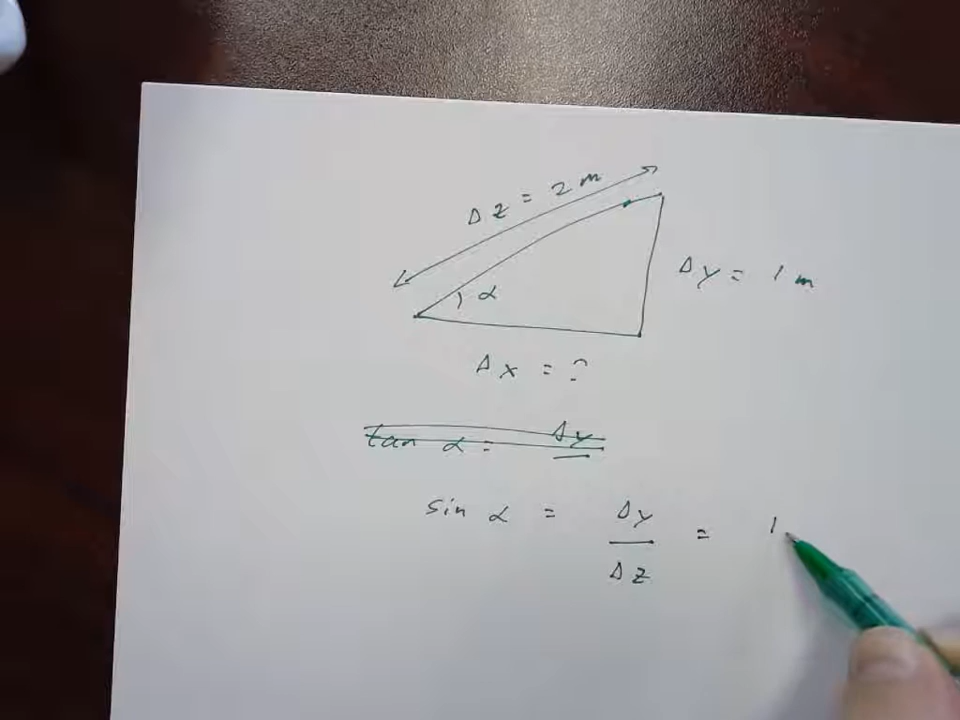 Δz = 2 m
Δy = 1 m
α
Δx = ?
tan α = Δy
sin α = Δy / Δz = 1